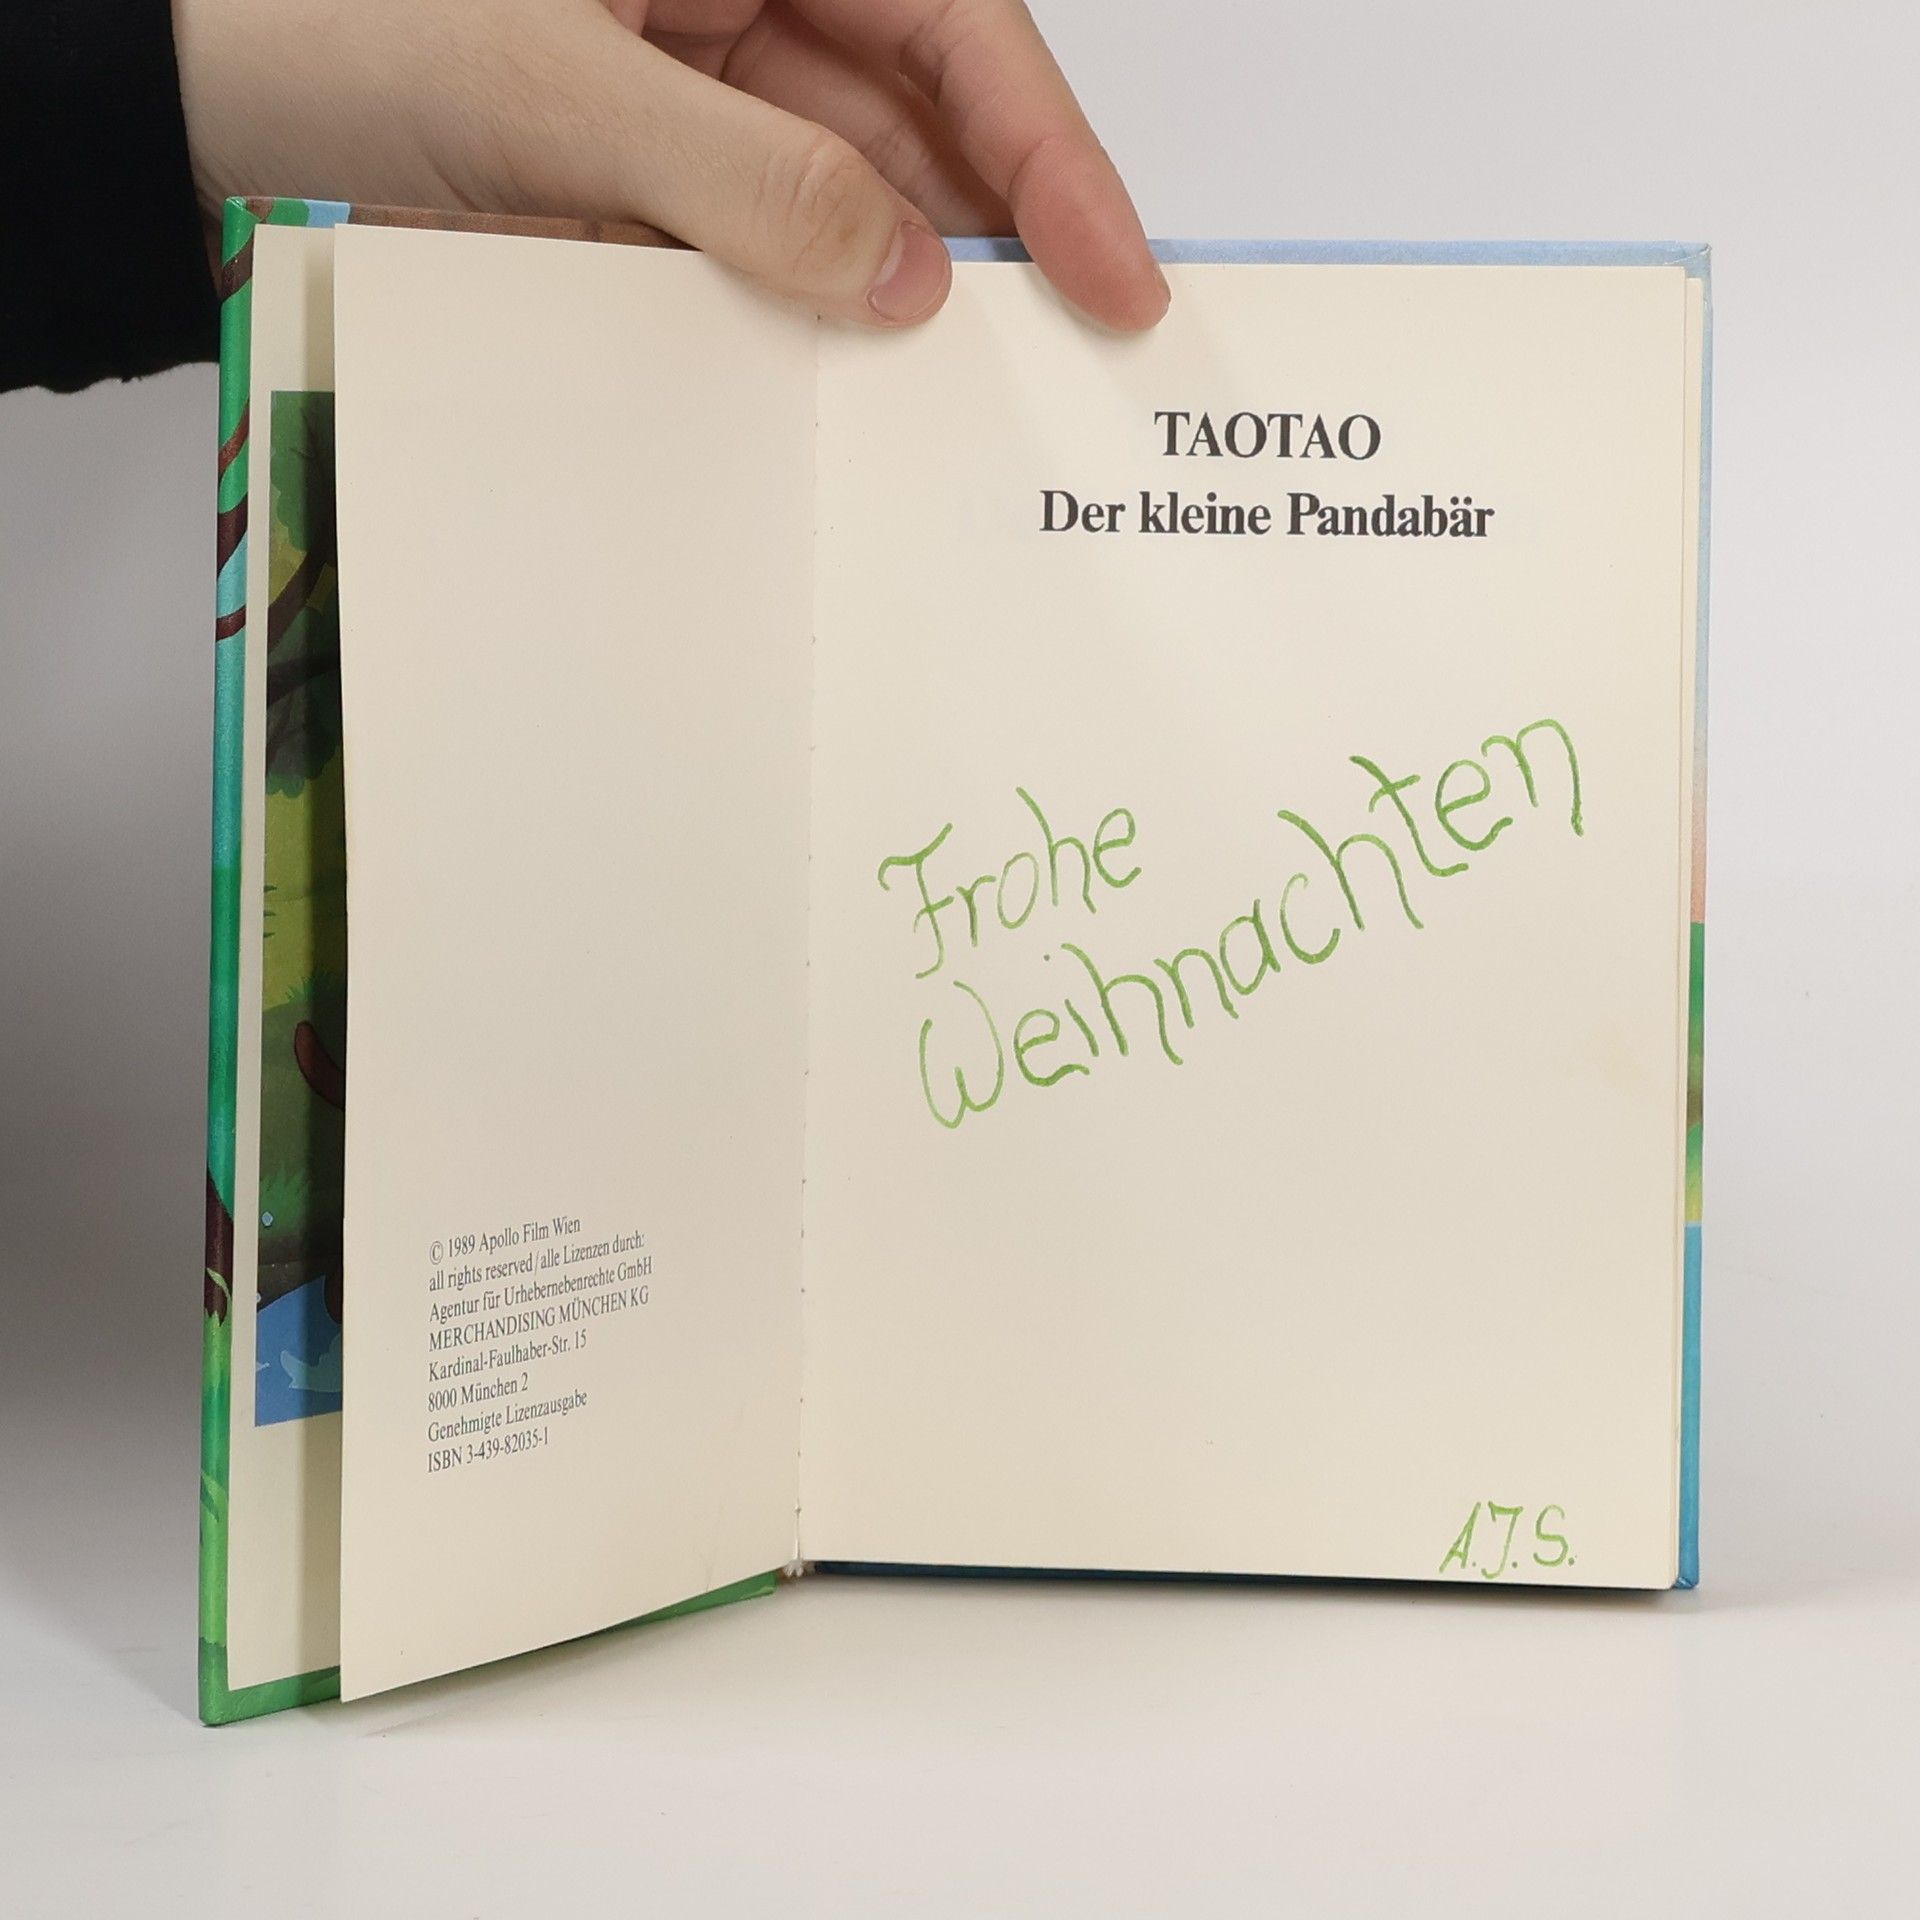 © 1989 Apollo Film Wien
all rights reserved/alle Lizenzen durch:
Agentur für Urhebernebenrechte GmbH
MERCHANDISING MÜNCHEN KG
Kardinal-Faulhaber-Str. 15
8000 München 2
Genehmigte Lizenzausgabe
ISBN 3-439-82035-1
TAOTAO
Der kleine Pandabär
Frohe
Weihnachten
A.J.S.